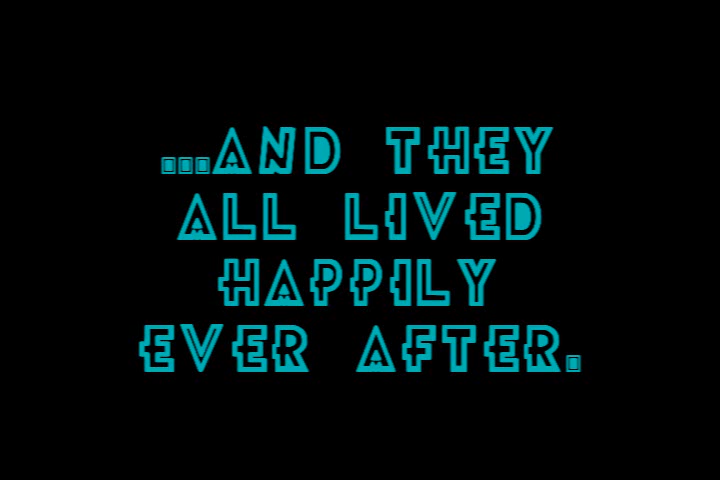 ...AND THEY
ALL LIVED
HAPPILY
EVER AFTER.